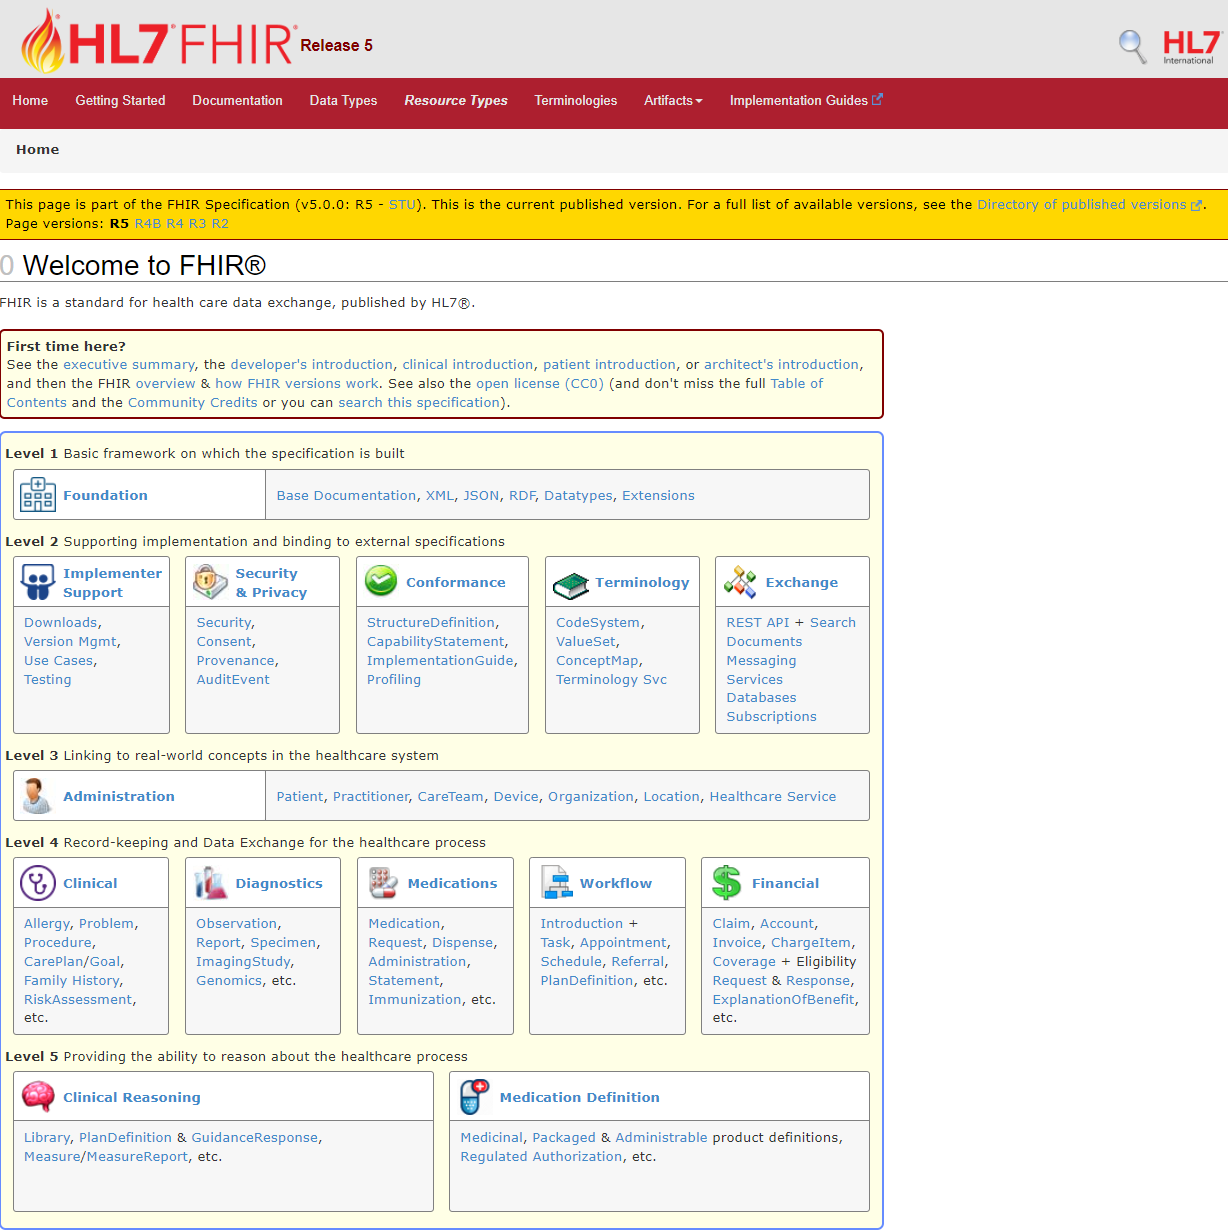 HL7® FHIR® Release 5
HL7®
International
Home Getting Started Documentation Data Types Resource Types Terminologies Artifacts Implementation Guides
Home
This page is part of the FHIR Specification (v5.0.0: R5 - STU). This is the current published version. For a full list of available versions, see the Directory of published versions.
Page versions: R5 R4B R4 R3 R2
0 Welcome to FHIR®
FHIR is a standard for health care data exchange, published by HL7®.
First time here?
See the executive summary, the developer's introduction, clinical introduction, patient introduction, or architect's introduction,
and then the FHIR overview & how FHIR versions work. See also the open license (CC0) (and don't miss the full Table of
Contents and the Community Credits or you can search this specification).
Level 1 Basic framework on which the specification is built
Foundation
Base Documentation, XML, JSON, RDF, Datatypes, Extensions
Level 2 Supporting implementation and binding to external specifications
Implementer
Support
Downloads,
Version Mgmt,
Use Cases,
Testing
Security
& Privacy
Security,
Consent,
Provenance,
AuditEvent
Conformance
StructureDefinition,
CapabilityStatement,
ImplementationGuide,
Profiling
Terminology
CodeSystem,
ValueSet,
ConceptMap,
Terminology Svc
Exchange
REST API + Search
Documents
Messaging
Services
Databases
Subscriptions
Level 3 Linking to real-world concepts in the healthcare system
Administration
Patient, Practitioner, CareTeam, Device, Organization, Location, Healthcare Service
Level 4 Record-keeping and Data Exchange for the healthcare process
Clinical
Allergy, Problem,
Procedure,
CarePlan/Goal,
Family History,
RiskAssessment,
etc.
Diagnostics
Observation,
Report, Specimen,
ImagingStudy,
Genomics, etc.
Medications
Medication,
Request, Dispense,
Administration,
Statement,
Immunization, etc.
Workflow
Introduction +
Task, Appointment,
Schedule, Referral,
PlanDefinition, etc.
Financial
Claim, Account,
Invoice, ChargeItem,
Coverage + Eligibility
Request & Response,
ExplanationOfBenefit,
etc.
Level 5 Providing the ability to reason about the healthcare process
Clinical Reasoning
Library, PlanDefinition & GuidanceResponse,
Measure/MeasureReport, etc.
Medication Definition
Medicinal, Packaged & Administrable product definitions,
Regulated Authorization, etc.